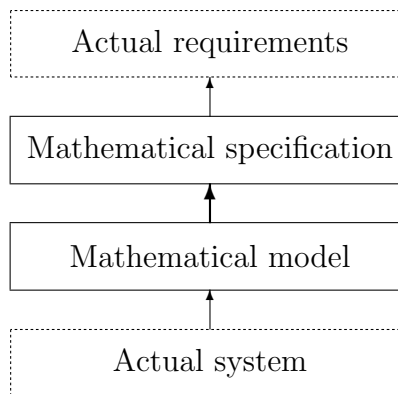 Actual requirements
Mathematical specification
Mathematical model
Actual system